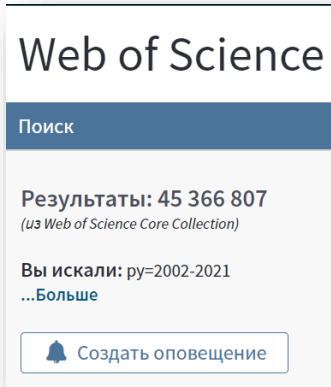 Web of Science
Поиск
Результаты: 45 366 807
(из Web of Science Core Collection)
Вы искали: py=2002-2021
...Больше
Создать оповещение